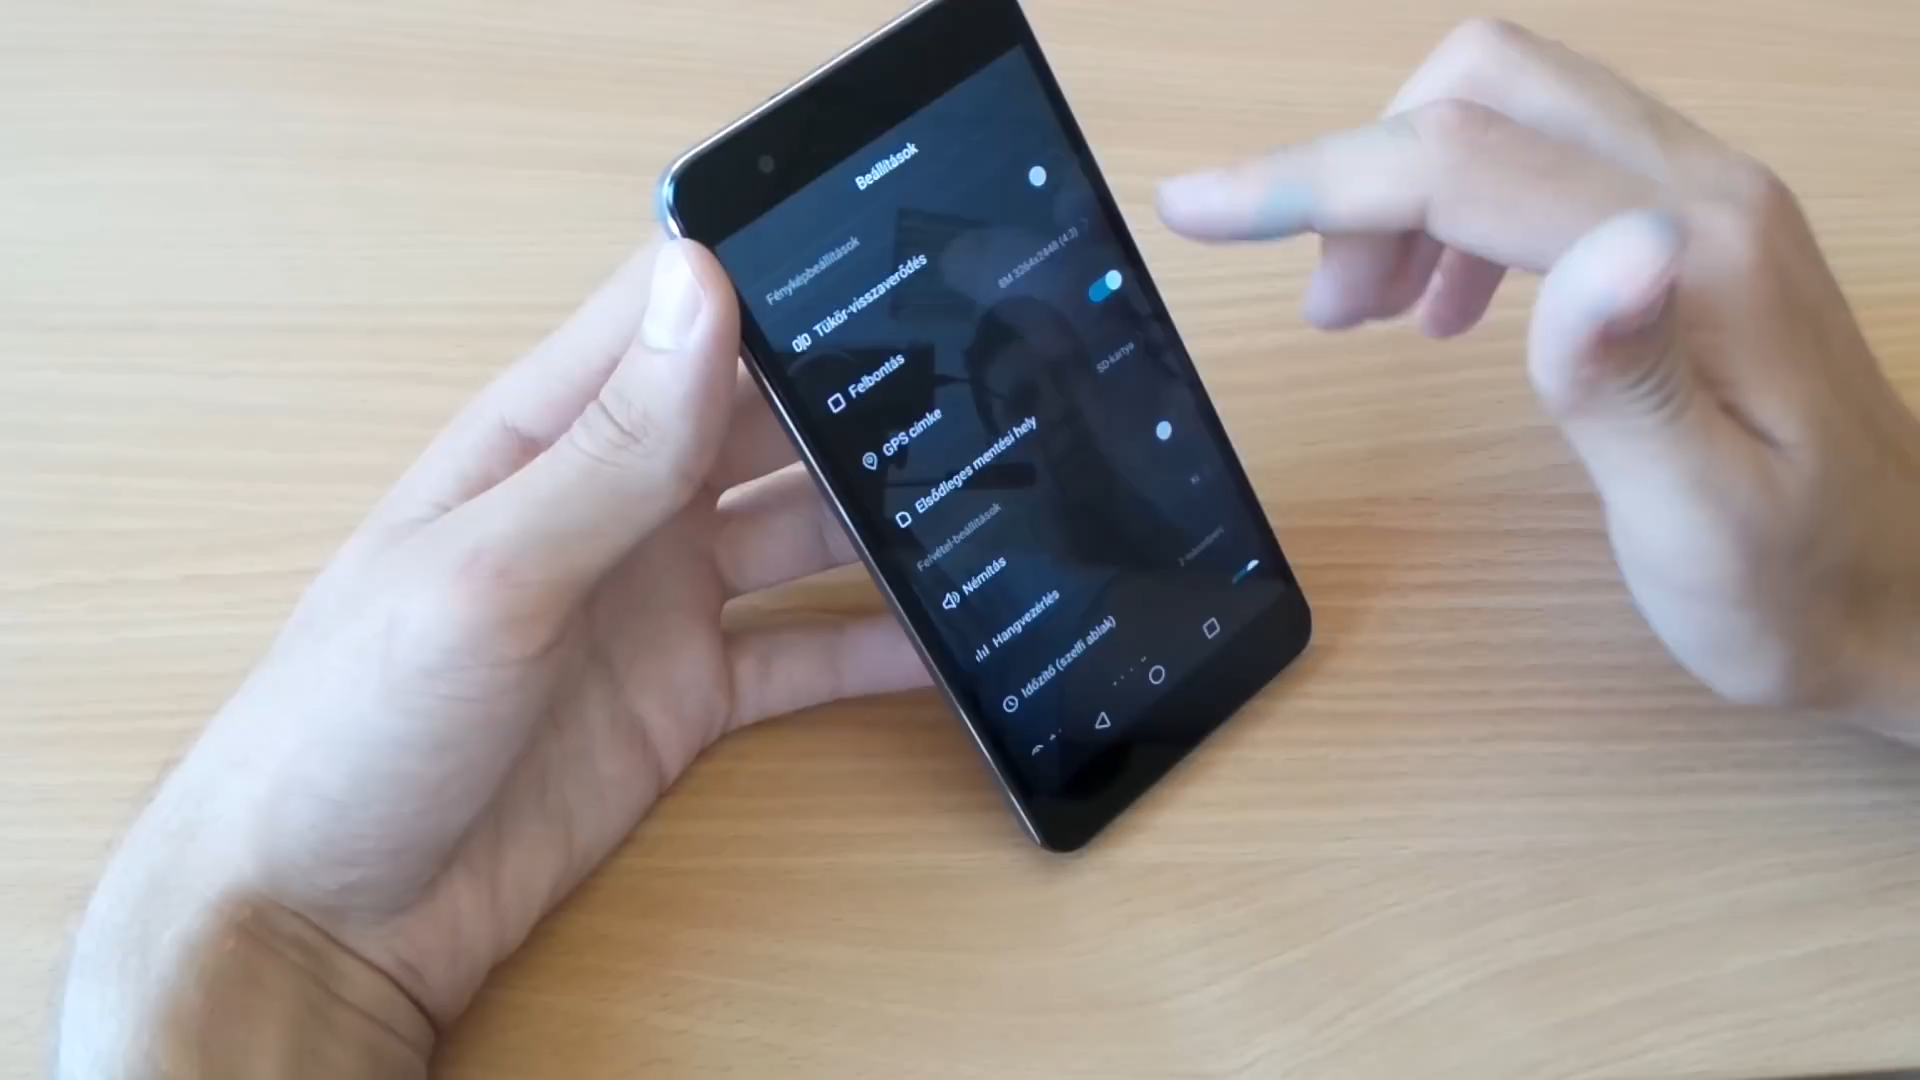 Beállítások
Fényképbeállítások
Tükör-visszaverődés
Felbontás 8M 3264x2448 (4:3)
GPS címke
Elsődleges mentési hely SD-kártya
Felvétel-beállítások
Némítás
Hangvezérlés Ki
Időzítő (szelfi ablak)